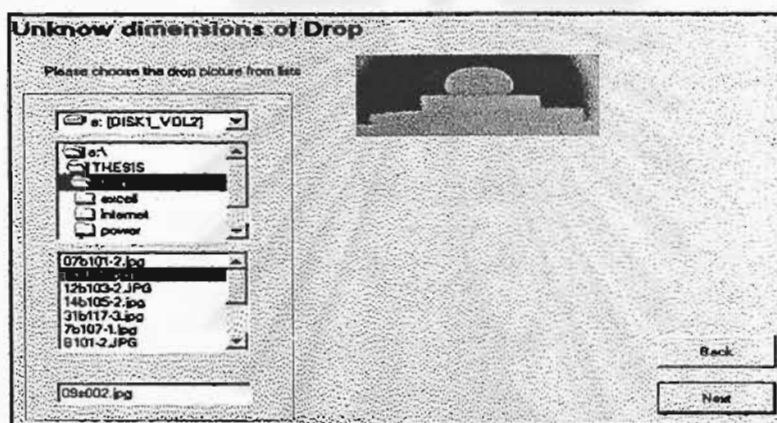 Unknow dimensions of Drop
Please choose the drop picture from lists
e: [DISK1_VOL2]
e:\
THESIS
excell
Internet
power
07b101-2.jpg
12b103-2.JPG
14b105-2.jpg
31b117-3.jpg
7b107-1.jpg
8101-2.JPG
09s002.jpg
Back
Next